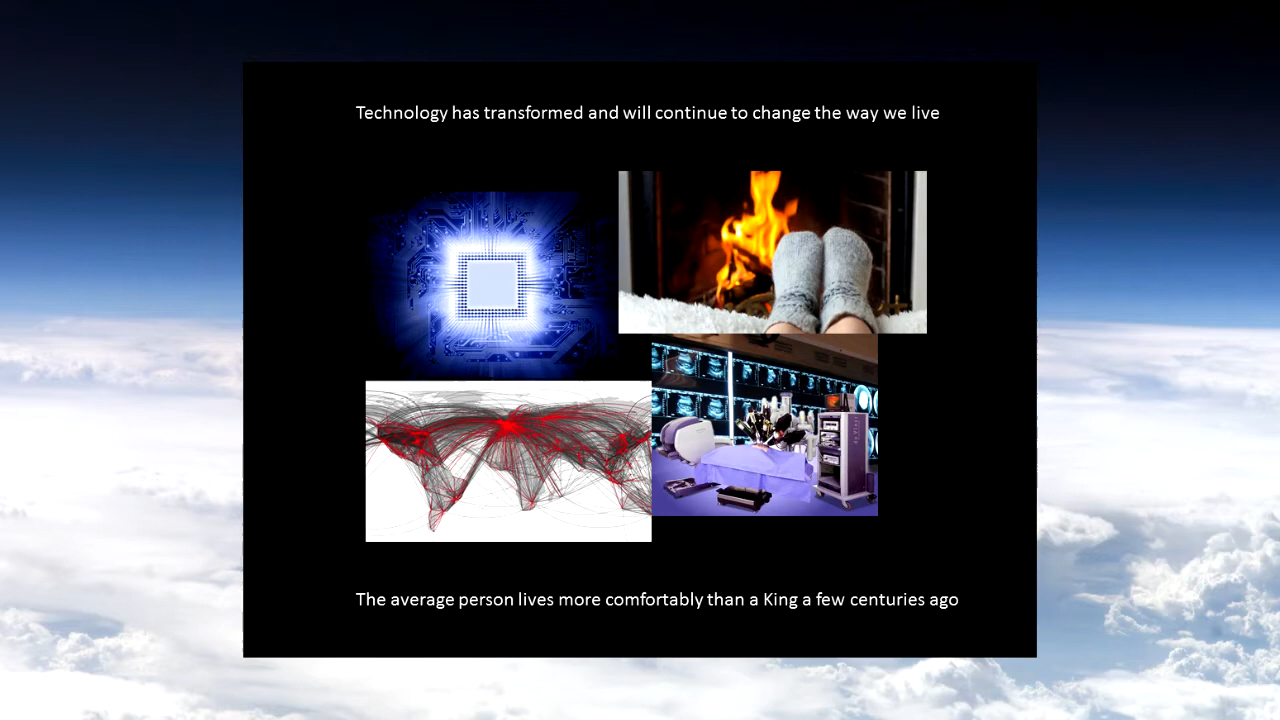 Technology has transformed and will continue to change the way we live
The average person lives more comfortably than a King a few centuries ago